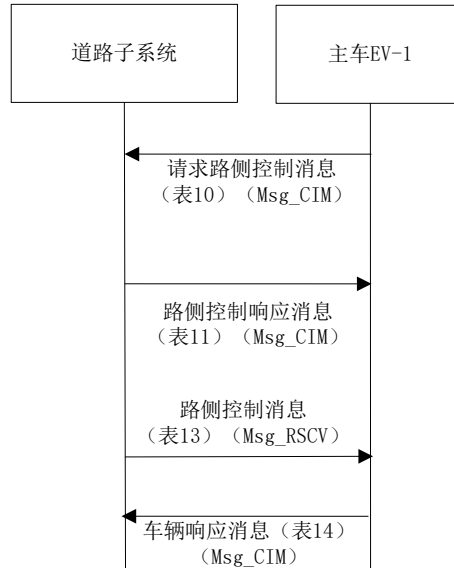 道路子系统
主车EV-1
请求路侧控制消息
（表10）（Msg_CIM）
路侧控制响应消息
（表11）（Msg_CIM）
路侧控制消息
（表13）（Msg_RSCV）
车辆响应消息（表14）
（Msg_CIM）